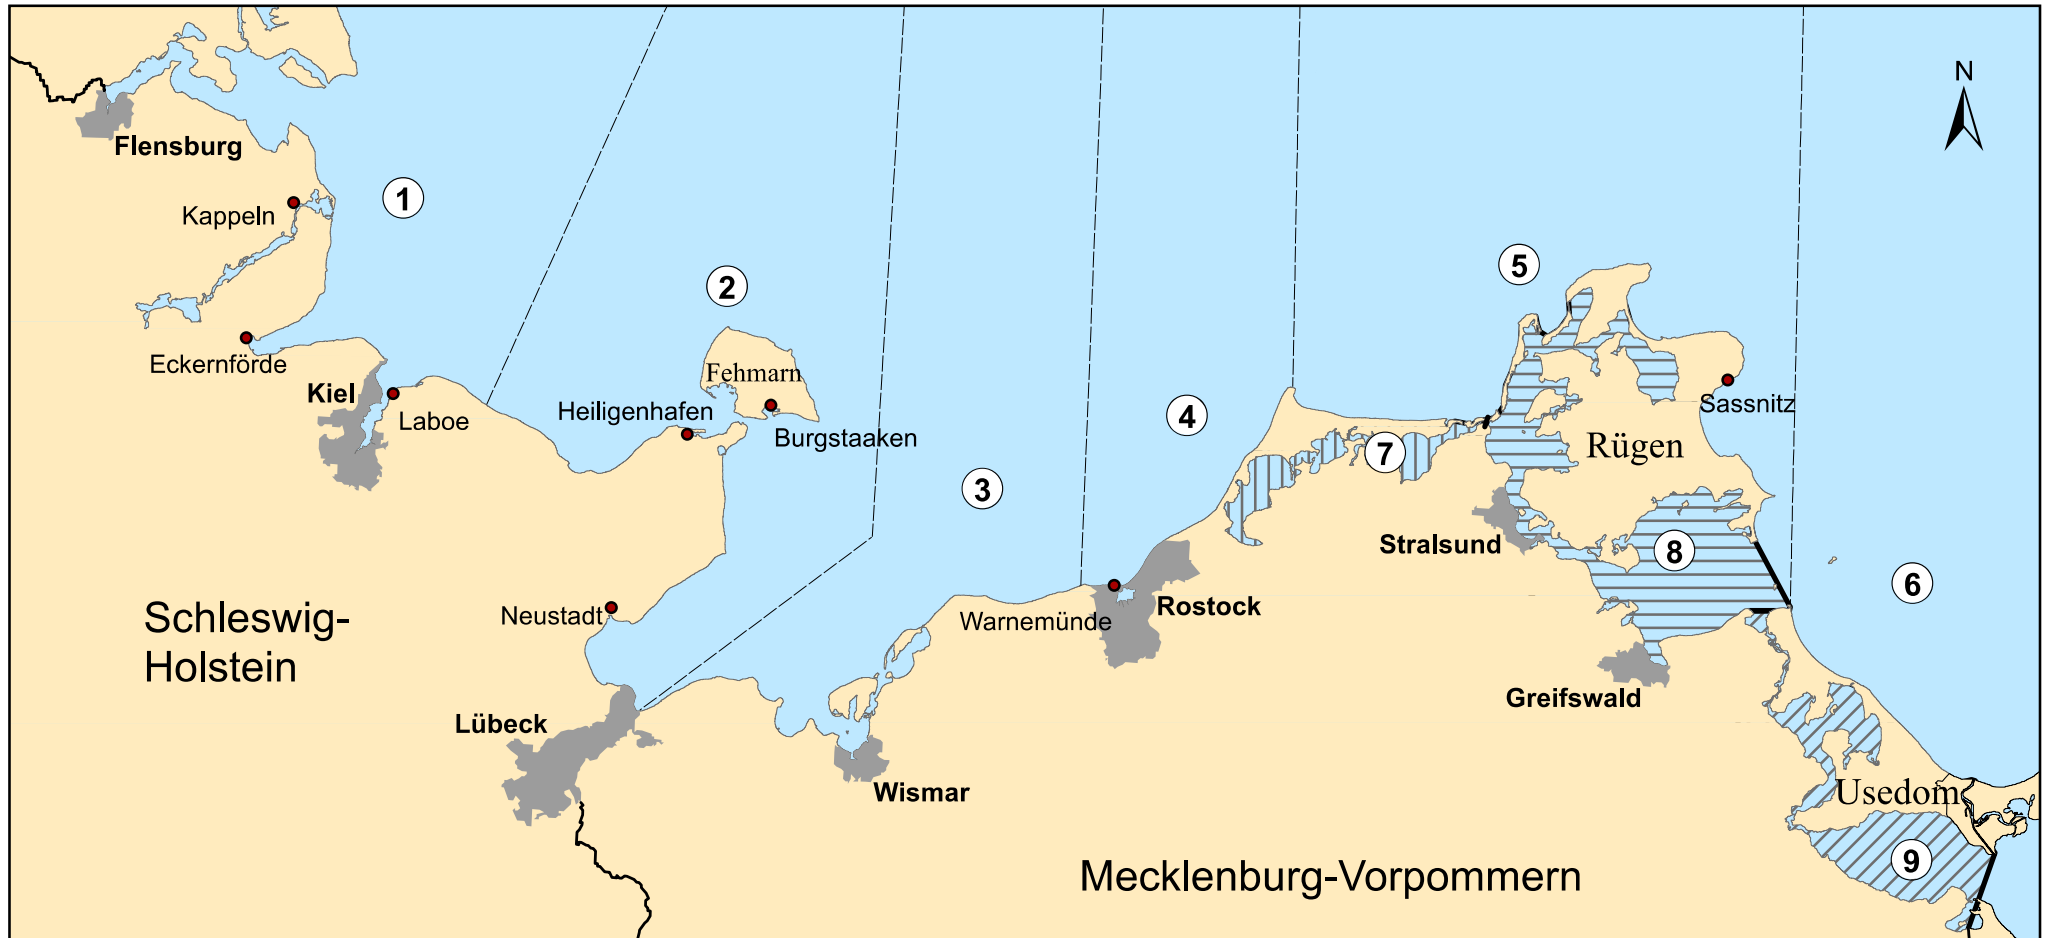 N
Flensburg
1
Kappeln
5
2
Eckernförde
Fehmarn
Kiel
Sassnitz
Laboe
Heiligenhafen
4
Burgstaaken
Rügen
7
3
Stralsund
8
6
Schleswig-
Holstein
Neustadt
Warnemünde
Rostock
Greifswald
Lübeck
Wismar
Usedom
9
Mecklenburg-Vorpommern